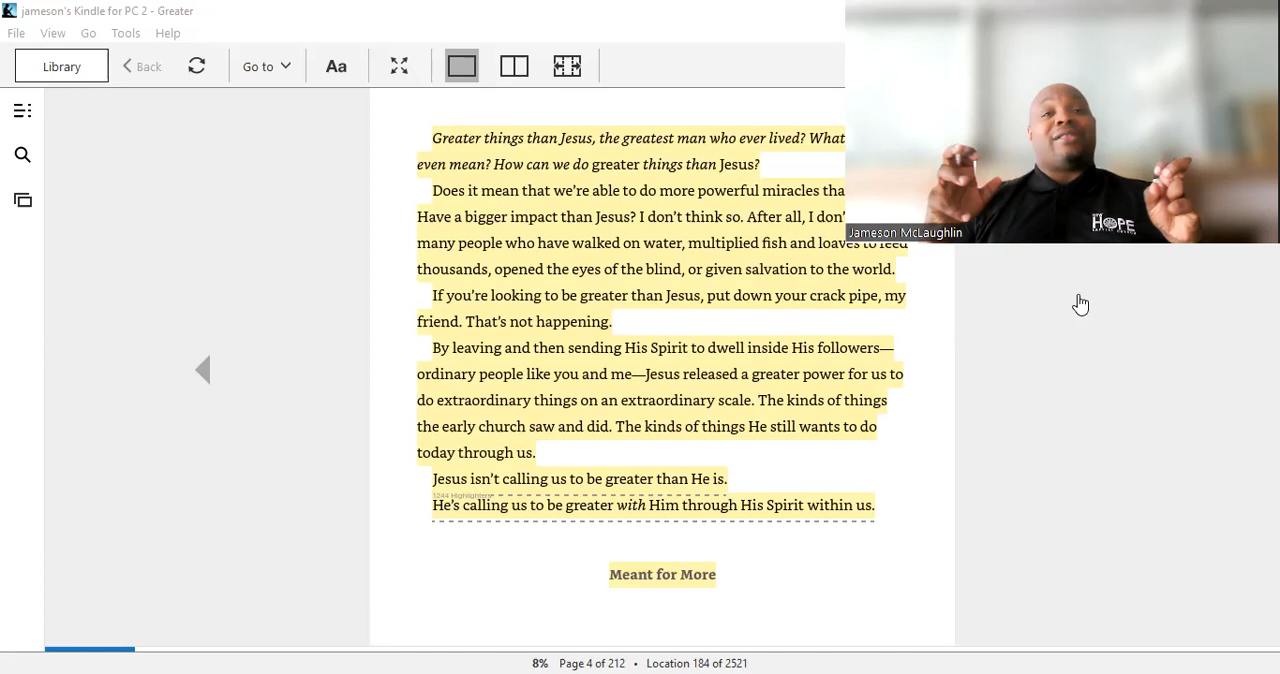 jameson's Kindle for PC 2 - Greater
File View Go Tools Help
Library Back Go to Aa
Greater things than Jesus, the greatest man who ever lived? What
even mean? How can we do greater things than Jesus?
Does it mean that we're able to do more powerful miracles tha
Have a bigger impact than Jesus? I don't think so. After all, I don'
many people who have walked on water, multiplied fish and loaves to feed
thousands, opened the eyes of the blind, or given salvation to the world.
If you're looking to be greater than Jesus, put down your crack pipe, my
friend. That's not happening.
By leaving and then sending His Spirit to dwell inside His followers—
ordinary people like you and me—Jesus released a greater power for us to
do extraordinary things on an extraordinary scale. The kinds of things
the early church saw and did. The kinds of things He still wants to do
today through us.
Jesus isn't calling us to be greater than He is.
1244 Highlighters
He's calling us to be greater with Him through His Spirit within us.
Meant for More
HOPE
Jameson McLaughlin
8% Page 4 of 212 • Location 184 of 2521